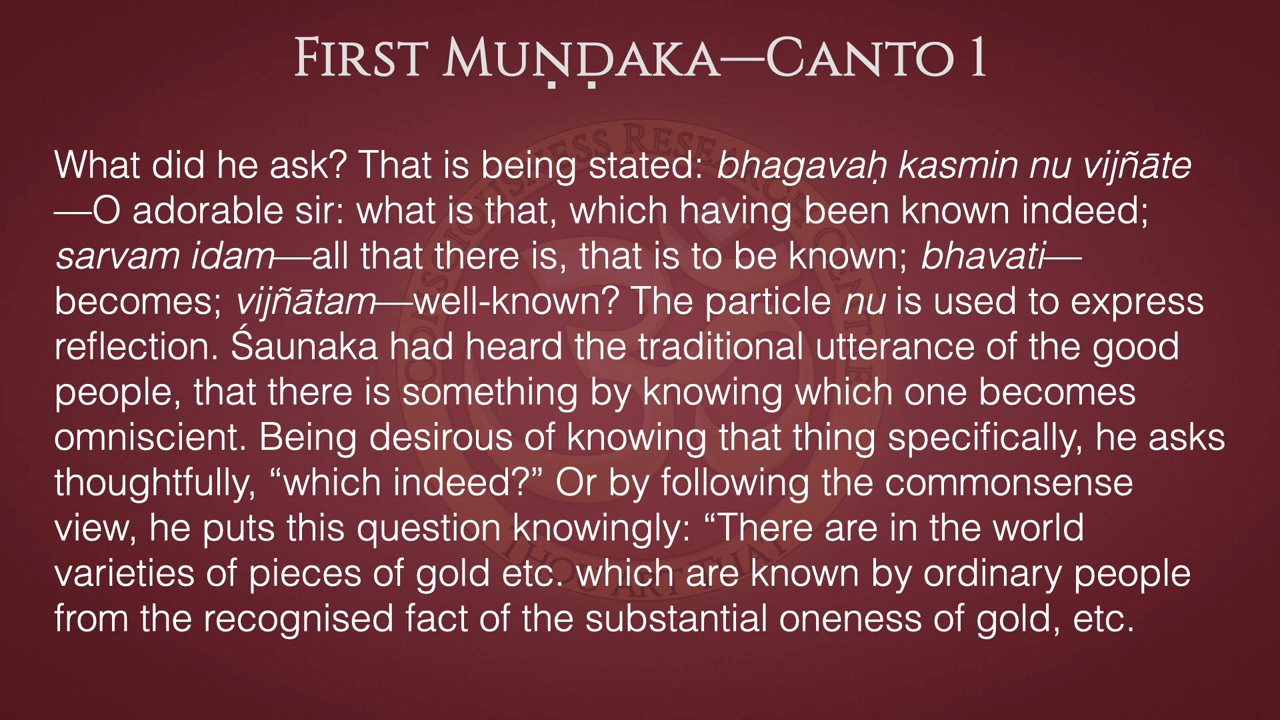 First Muṇḍaka—Canto 1
What did he ask? That is being stated: bhagavaḥ kasmin nu vijñāte
—O adorable sir: what is that, which having been known indeed;
sarvam idam—all that there is, that is to be known; bhavati—
becomes; vijñātam—well-known? The particle nu is used to express
reflection. Śaunaka had heard the traditional utterance of the good
people, that there is something by knowing which one becomes
omniscient. Being desirous of knowing that thing specifically, he asks
thoughtfully, “which indeed?” Or by following the commonsense
view, he puts this question knowingly: “There are in the world
varieties of pieces of gold etc. which are known by ordinary people
from the recognised fact of the substantial oneness of gold, etc.
THOU ART THAT